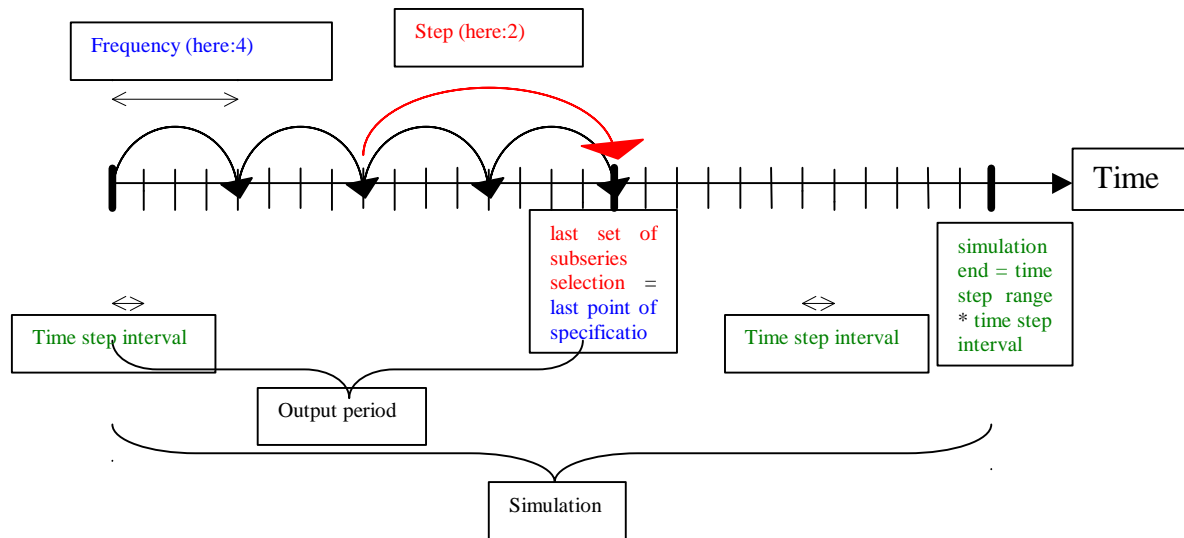 Frequency (here:4)
Step (here:2)
Time
last set of
subseries
selection =
last point of
specificatio
simulation
end = time
step range
* time step
interval
Time step interval
Time step interval
Output period
Simulation